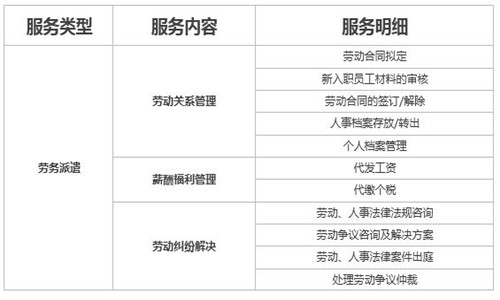 服务类型 服务内容 服务明细
劳动合同拟定
新入职员工材料的审核
劳动关系管理 劳动合同的签订/解除
人事档案存放/转出
个人档案管理
劳务派遣
薪酬福利管理 代发工资
代缴个税
劳动、人事法律法规咨询
劳动纠纷解决 劳动争议咨询及解决方案
劳动、人事法律案件出庭
处理劳动争议仲裁